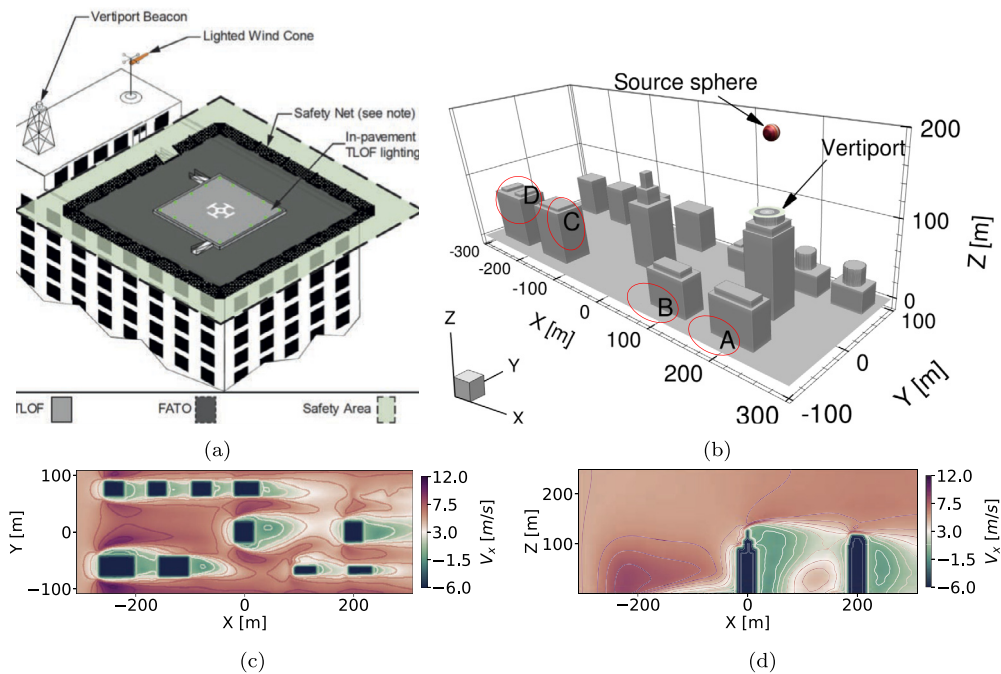 Vertiport Beacon
Lighted Wind Cone
Safety Net (see note)
In-pavement
TLOF lighting
TLOF
FATO
Safety Area
(a)
Source sphere
Vertiport
D
C
B
A
200
100
0
Z [m]
-300
-200
-100
0
100
200
300
X [m]
100
0
-100
Y [m]
Z
Y
X
(b)
100
0
−100
Y [m]
−200
0
200
X [m]
12.0
7.5
3.0
−1.5
−6.0
Vx [m/s]
(c)
200
100
Z [m]
−200
0
200
X [m]
12.0
7.5
3.0
−1.5
−6.0
Vx [m/s]
(d)